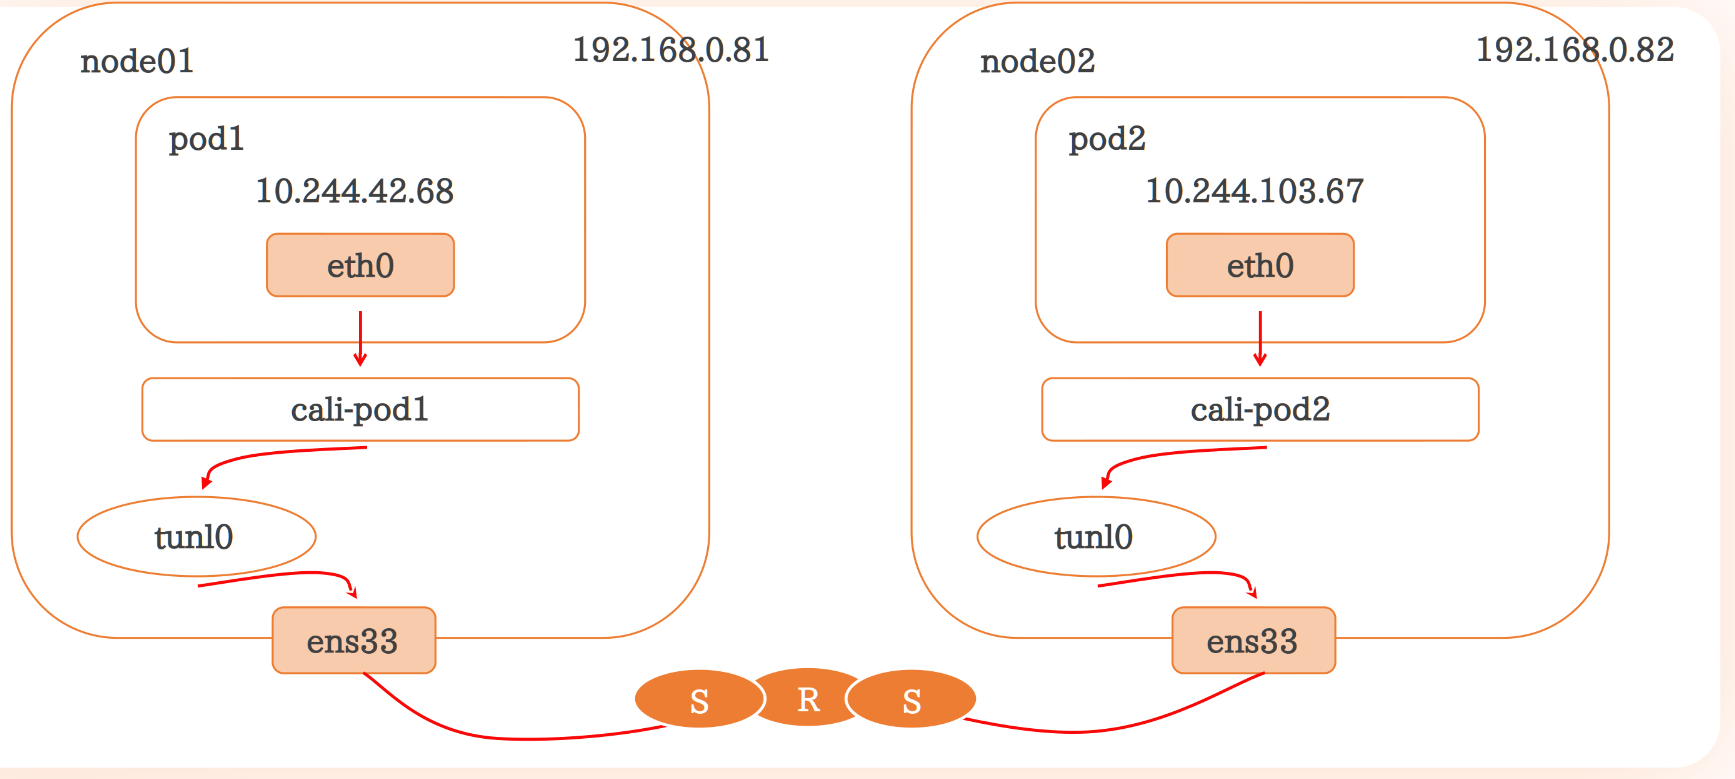 node01
192.168.0.81
pod1
10.244.42.68
eth0
cali-pod1
tunl0
ens33
node02
192.168.0.82
pod2
10.244.103.67
eth0
cali-pod2
tunl0
ens33
S
R
S